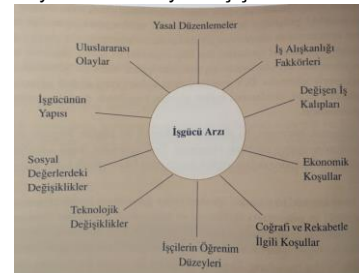 Yasal Düzenlemeler
Uluslararası
Olaylar
İş Alışkanlığı
Fakkörleri
İşgücünün
Yapısı
Değişen İş
Kalıpları
İşgücü Arzı
Sosyal
Değerlerdeki
Değişiklikler
Ekonomik
Koşullar
Teknolojik
Değişiklikler
Coğrafi ve Rekabetle
İlgili Koşullar
İşçilerin Öğrenim
Düzeyleri